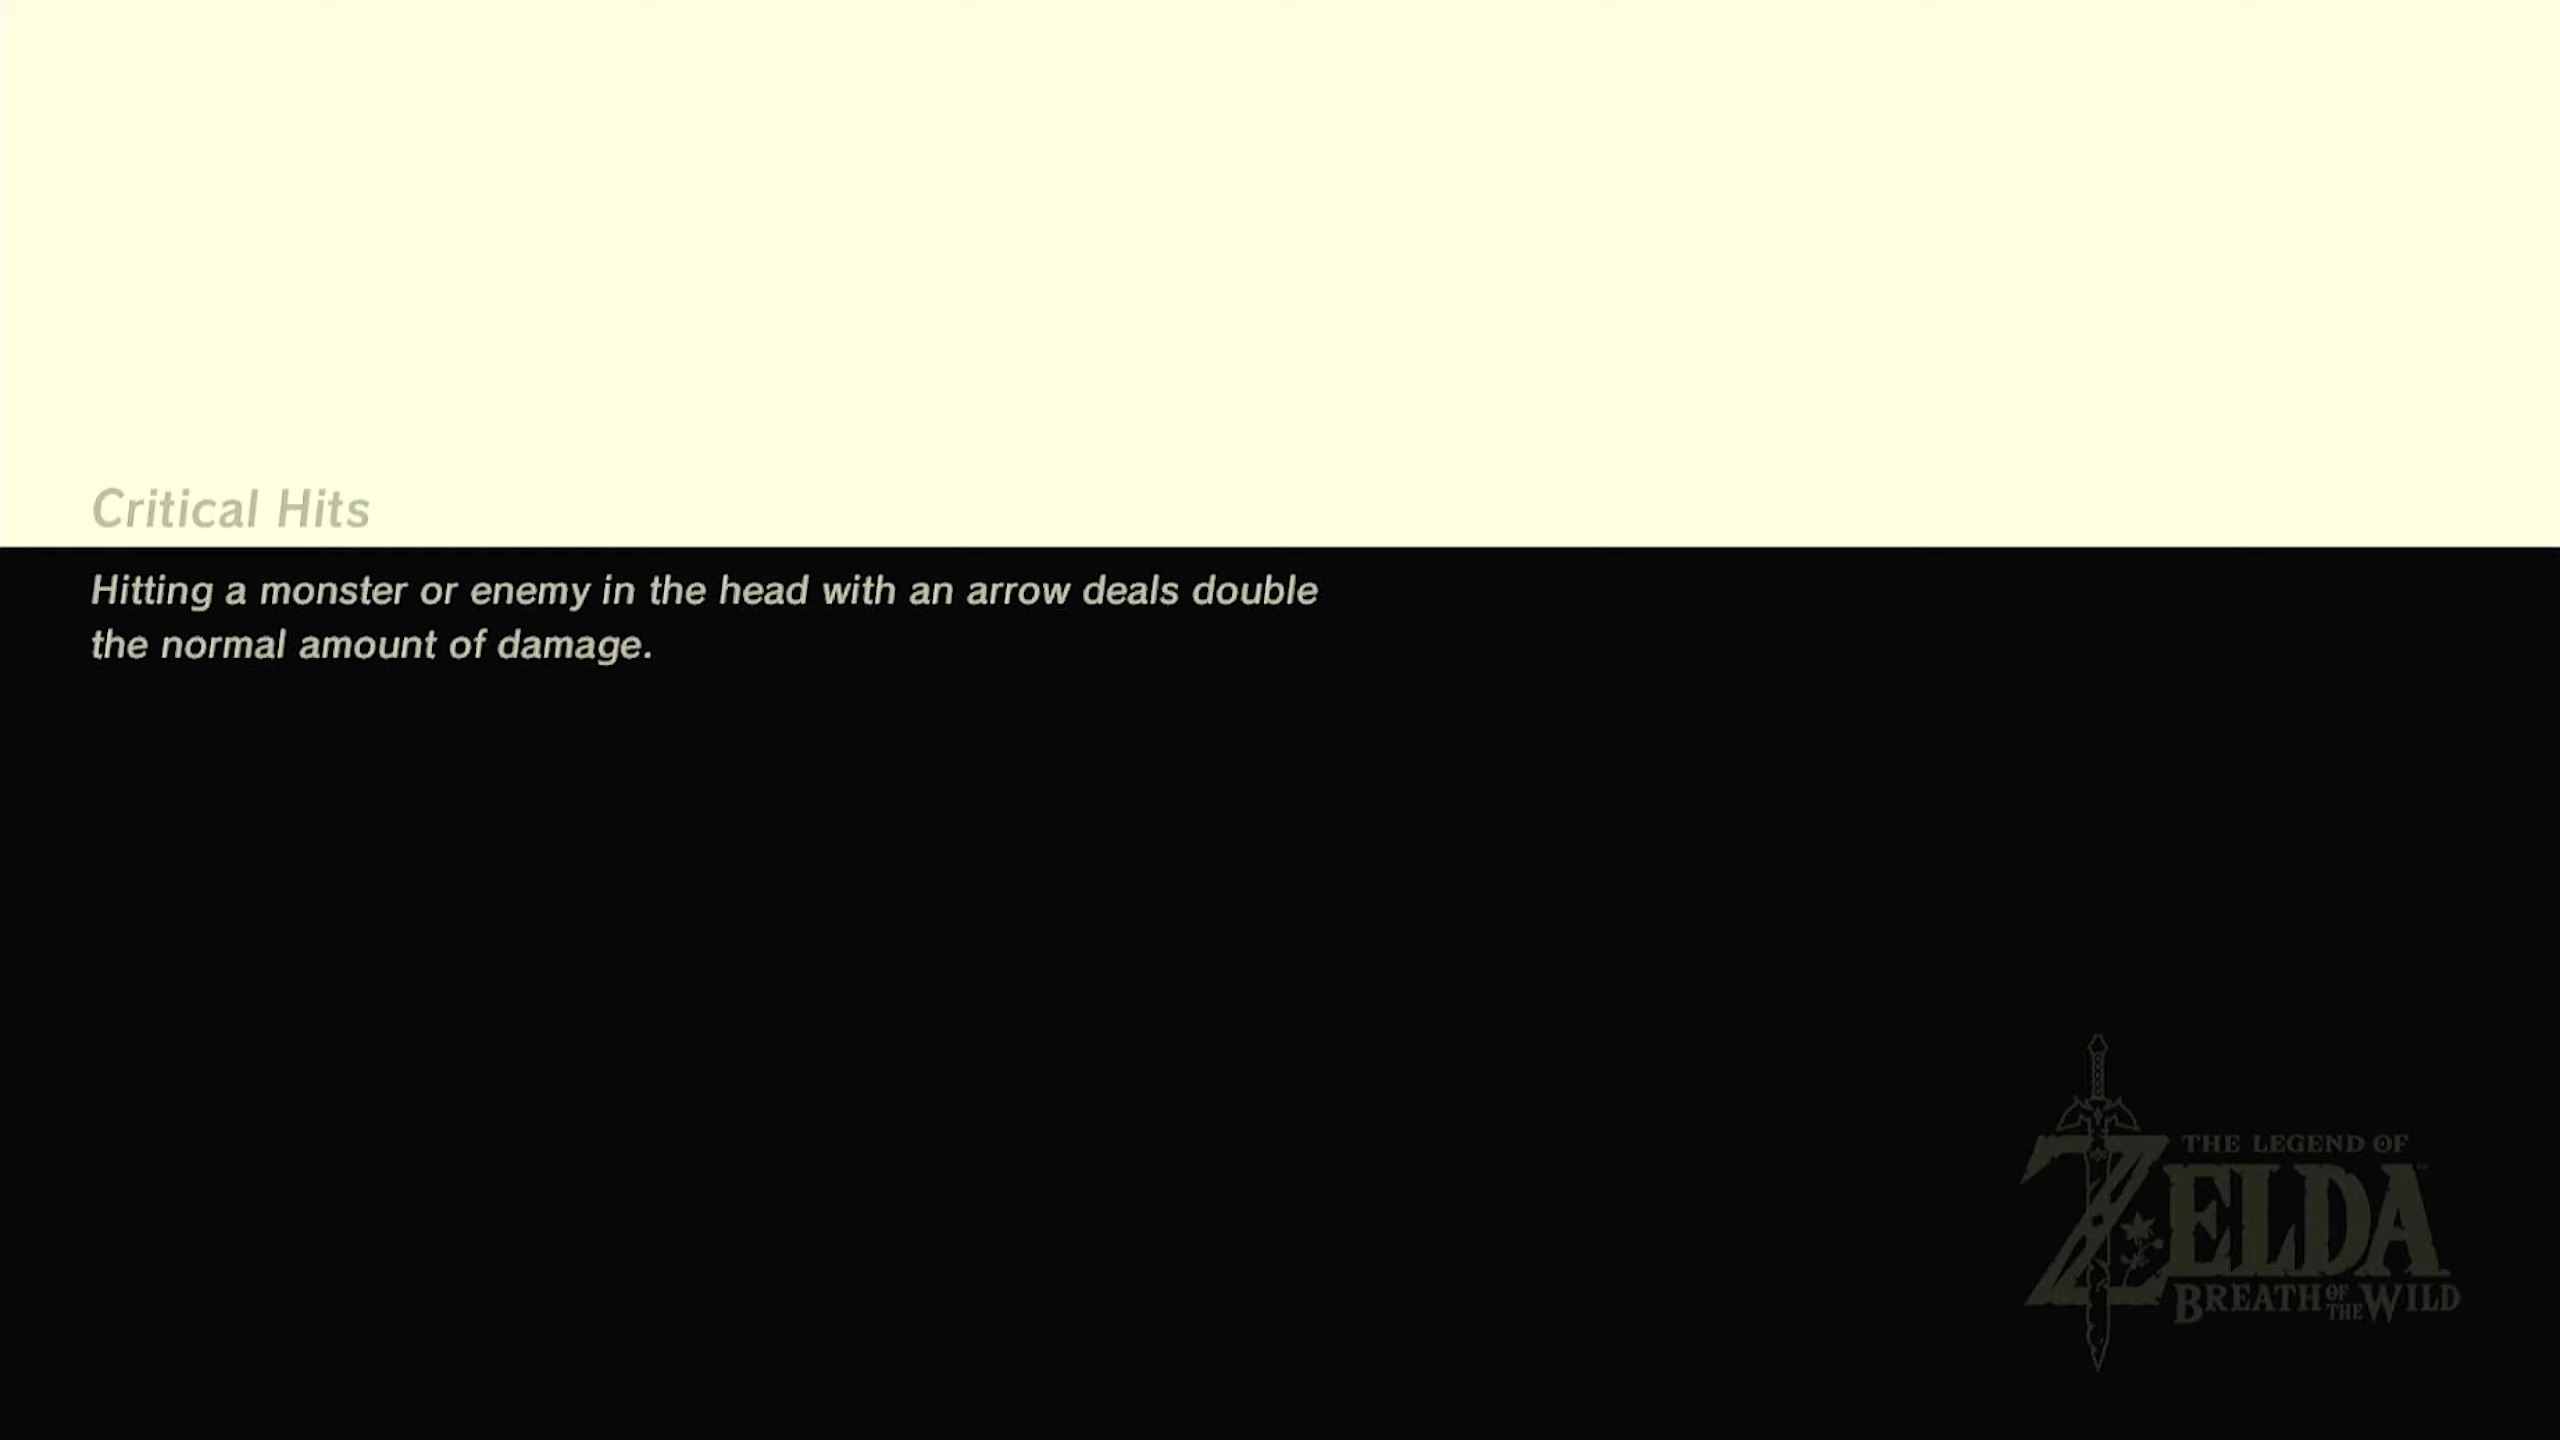 Critical Hits
Hitting a monster or enemy in the head with an arrow deals double
the normal amount of damage.
THE LEGEND OF
ZELDA
BREATH OF THE WILD